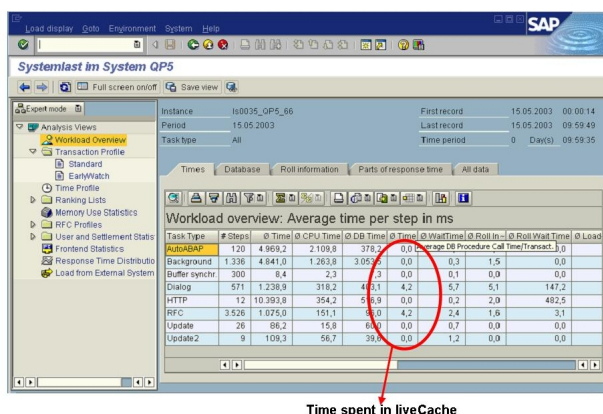 Load display Goto Environment System Help
SAP
Systemlast im System QP5
Full screen on/off Save view
Expert mode
Instance ls0035_QP5_66 First record 15.05.2003 00:00:14
Period 15.05.2003 Last record 15.05.2003 09:59:49
Task type All Time period 0 Day(s) 09:59:35
Analysis Views
Workload Overview
Transaction Profile
Standard
EarlyWatch
Time Profile
Ranking Lists
Memory Use Statistics
RFC Profiles
User and Settlement Statis
Frontend Statistics
Response Time Distributio
Load from External System
Times Database Roll information Parts of response time All data
Workload overview: Average time per step in ms
Task Type # Steps Ø Time Ø CPU Time Ø DB Time Ø Time Ø WaitTime Ø Roll In~ Ø Roll Wait Time Ø Load
AutoABAP 120 4.969,2 2.109,8 378,2 0,0 Average DB Procedure Call Time/Transact. 0,0
Background 1.336 4.841,0 1.263,8 3.053,5 0,0 0,3 1,5 0,0
Buffer synchr. 300 8,4 2,3 ,3 0,0 0,1 0,0 0,0
Dialog 571 1.238,9 318,2 403,1 4,2 5,7 5,1 147,2
HTTP 12 10.393,8 354,2 516,9 0,0 0,2 2,0 482,5
RFC 3.526 1.075,0 151,1 4,2 2,4 1,6 3,1
Update 26 86,2 15,8 60,0 0,0 0,7 0,0 0,0
Update2 9 109,3 56,7 39,6 0,0 1,2 0,0 0,0
Time spent in liveCache